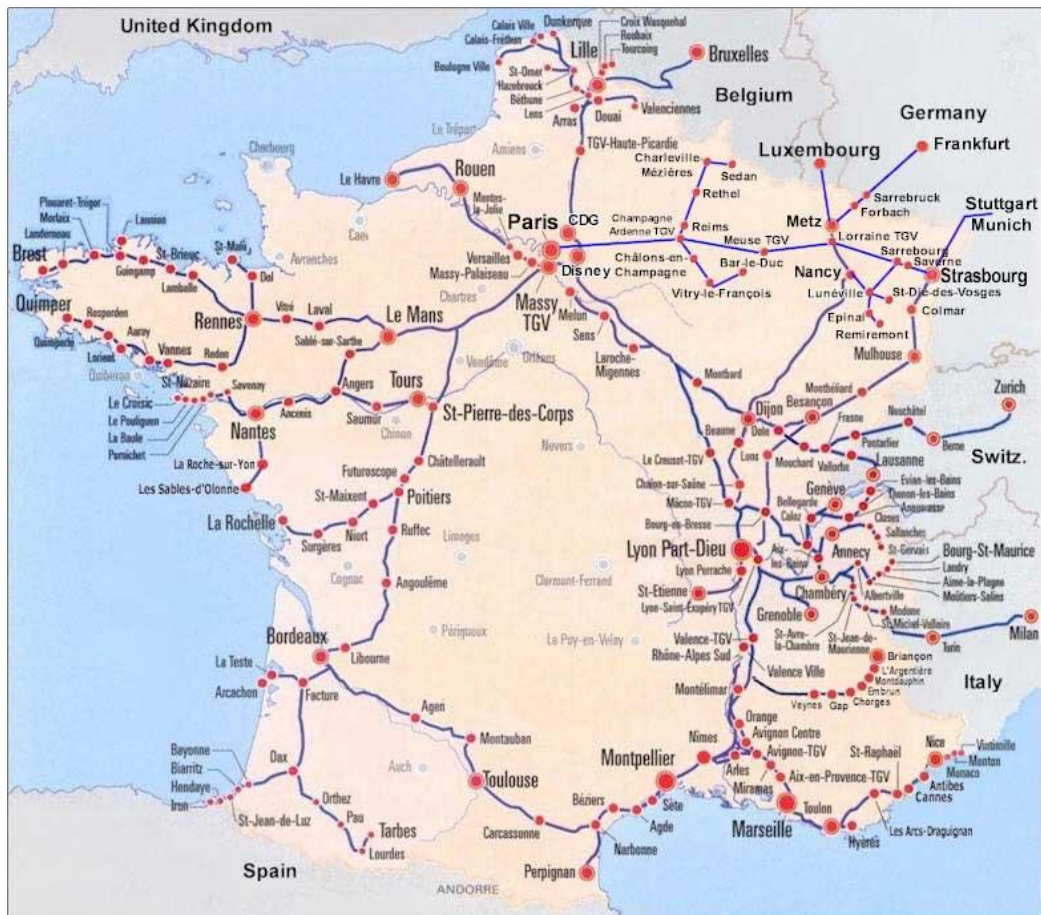 United Kingdom
Calais Ville
Dunkerque
Croix Wasquehal
Roubaix
Tourcoing
Calais-Fréthun
Lille
Bruxelles
Boulogne Ville
St-Omer
Hazebrouck
Béthune
Lens
Belgium
Arras
Douai
Valenciennes
Germany
Le Tréport
Amiens
TGV-Haute-Picardie
Charleville
Mézières
Sedan
Luxembourg
Frankfurt
Cherbourg
Le Havre
Rouen
Rethel
Sarrebruck
Forbach
Stuttgart
Munich
Mantes-
la-Jolie
Paris
CDG
Champagne
Ardenne TGV
Reims
Metz
Lorraine TGV
Plouaret-Trégor
Lannion
Morlaix
Landerneau
Caen
Meuse TGV
Sarrebourg
Saverne
Brest
Guingamp
St-Brieuc
Lamballe
St-Malo
Dol
Avranches
Versailles
Massy-Palaiseau
Disney
Châlons-en-
Champagne
Bar-le-Duc
Nancy
Strasbourg
Vitry-le-François
Lunéville
St-Dié-des-Vosges
Quimper
Rosporden
Chartres
Massy
TGV
Melun
Epinal
Remiremont
Colmar
Quimperlé
Lorient
Auray
Vannes
Redon
Rennes
Vitré
Laval
Le Mans
Sens
Mulhouse
Sablé-sur-Sarthe
Vendôme
Orléans
Laroche-
Migennes
Quiberon
St-Nazaire
Savenay
Angers
Tours
Montbard
Montbéliard
Zurich
Le Croisic
Le Pouliguen
La Baule
Pornichet
Nantes
Ancenis
Saumur
Chinon
St-Pierre-des-Corps
Dijon
Besançon
Beaune
Dole
Frasne
Neuchâtel
Pontarlier
Berne
Nevers
La Roche-sur-Yon
Les Sables-d'Olonne
Châtellerault
Futuroscope
Le Creusot-TGV
Lons
Mouchard
Vallorbe
Lausanne
Switz.
St-Maixent
Poitiers
Châlon-sur-Saône
Genève
Evian-les-Bains
Thonon-les-Bains
Annemasse
La Rochelle
Surgères
Niort
Ruffec
Mâcon-TGV
Bellegarde
Culoz
Cluses
Bourg-en-Bresse
Sallanches
Limoges
Lyon Part-Dieu
Aix-
les-Bains
Annecy
St-Gervais
Bourg-St-Maurice
Cognac
Angoulême
Clermont-Ferrand
Lyon Perrache
Landry
Aime-la-Plagne
Moûtiers-Salins
St-Etienne
Lyon-Saint-Exupéry TGV
Chambéry
Albertville
Grenoble
Modane
St-Michel-Valloire
Milan
Périgueux
Le Puy-en-Velay
St-Avre-
la-Chambre
St-Jean-de-
Maurienne
Turin
Bordeaux
Libourne
Valence-TGV
Rhône-Alpes Sud
Briançon
La Teste
Valence Ville
L'Argentière
Montdauphin
Italy
Arcachon
Facture
Montélimar
Embrun
Chorges
Veynes
Gap
Agen
Orange
Montauban
Nîmes
Avignon Centre
Avignon-TGV
St-Raphaël
Nice
Vintimille
Menton
Monaco
Bayonne
Dax
Auch
Toulouse
Montpellier
Arles
Miramas
Aix-en-Provence-TGV
Antibes
Cannes
Biarritz
Hendaye
Irun
St-Jean-de-Luz
Orthez
Pau
Tarbes
Lourdes
Béziers
Sète
Agde
Marseille
Toulon
Hyères
Les Arcs-Draguignan
Carcassonne
Narbonne
Spain
Perpignan
ANDORRE